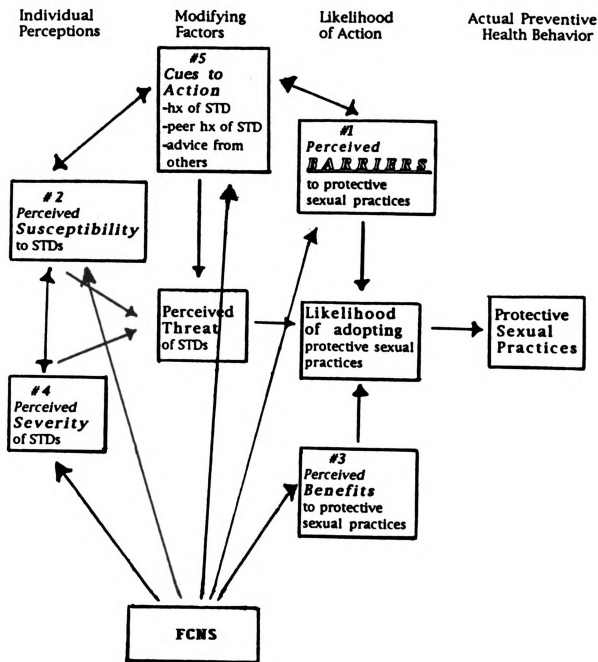 Individual
Perceptions
Modifying
Factors
Likelihood
of Action
Actual Preventive
Health Behavior
#5
Cues to
Action
-hx of STD
-peer hx of STD
-advice from
others
#1
Perceived
BARRIERS
to protective
sexual practices
#2
Perceived
Susceptibility
to STDs
Perceived
Threat
of STDs
Likelihood
of adopting
protective sexual
practices
Protective
Sexual
Practices
#4
Perceived
Severity
of STDs
#3
Perceived
Benefits
to protective
sexual practices
FCNS